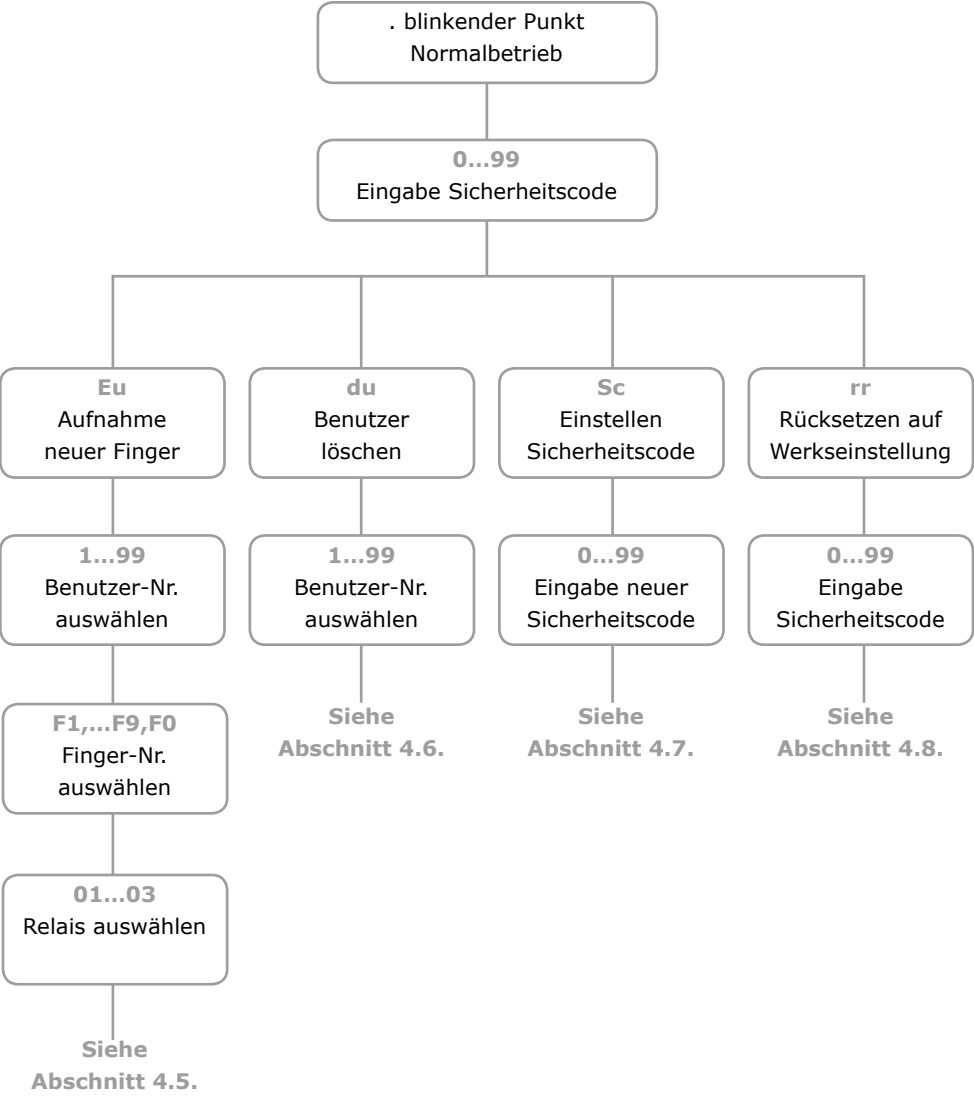 . blinkender Punkt
Normalbetrieb
0...99
Eingabe Sicherheitscode
Eu
Aufnahme
neuer Finger
du
Benutzer
löschen
Sc
Einstellen
Sicherheitscode
rr
Rücksetzen auf
Werkseinstellung
1...99
Benutzer-Nr.
auswählen
1...99
Benutzer-Nr.
auswählen
0...99
Eingabe neuer
Sicherheitscode
0...99
Eingabe
Sicherheitscode
F1,...F9,F0
Finger-Nr.
auswählen
Siehe
Abschnitt 4.6.
Siehe
Abschnitt 4.7.
Siehe
Abschnitt 4.8.
01...03
Relais auswählen
Siehe
Abschnitt 4.5.